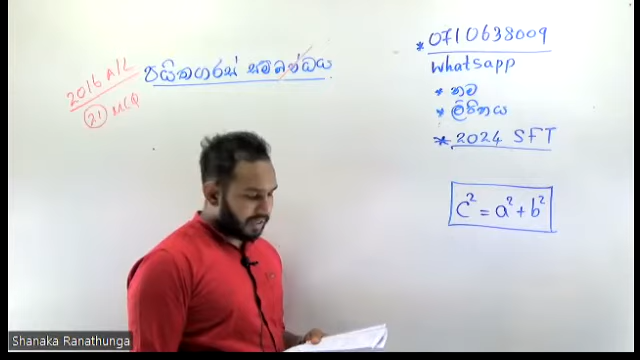 2016 A/L
21 MCQ
පයිතගරස් සම්බන්ධය
* 0710638009
Whatsapp
* නම
* ලිපිනය
* 2024 SFT
c² = a² + b²
Shanaka Ranathunga